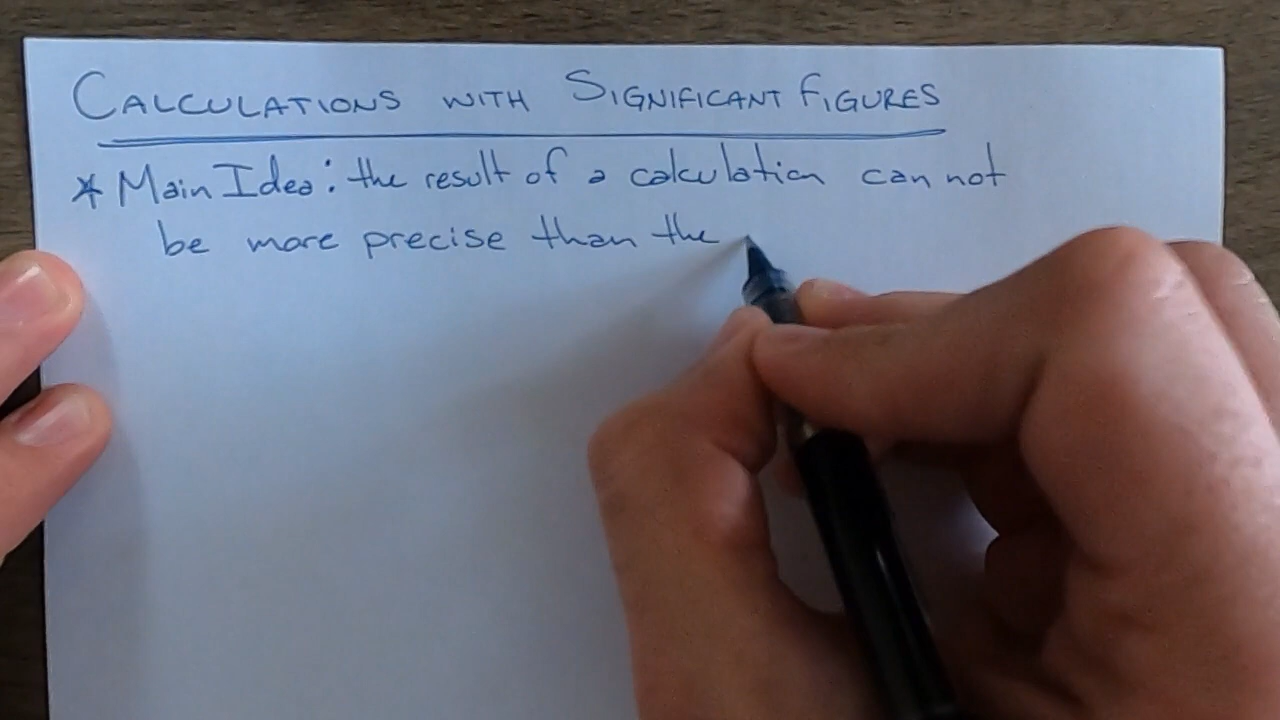 CALCULATIONS WITH SIGNIFICANT FIGURES
* Main Idea: the result of a calculation can not
be more precise than the